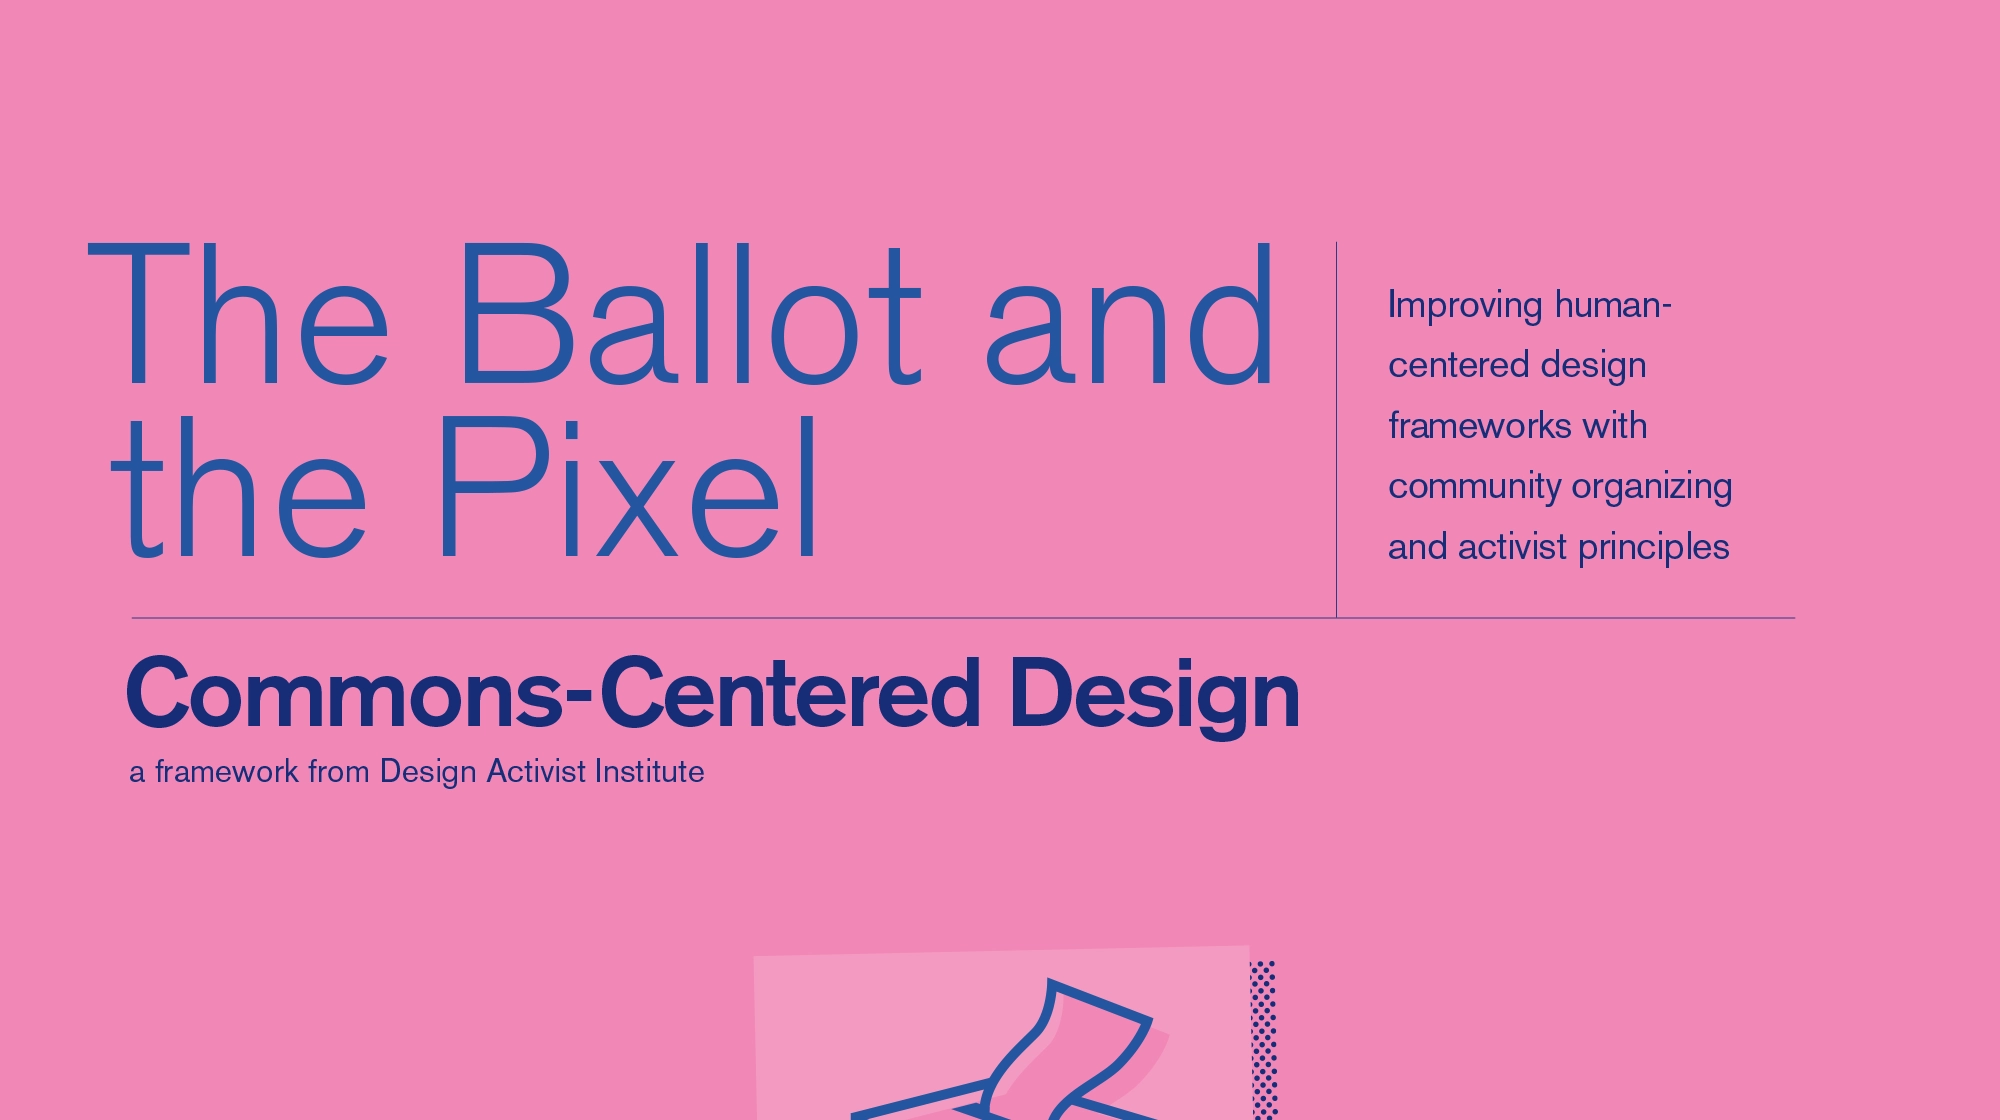 The Ballot and
the Pixel
Improving human-
centered design
frameworks with
community organizing
and activist principles
Commons-Centered Design
a framework from Design Activist Institute